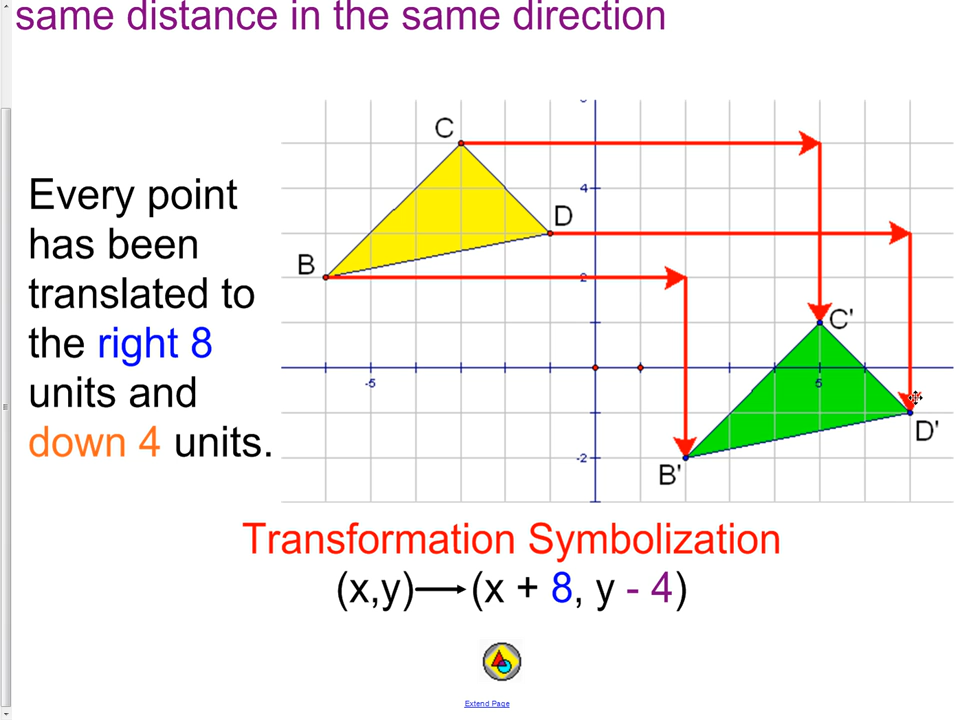 same distance in the same direction
C
4
D
Every point
has been
B
2
translated to
C'
the right 8
-5
5
units and
D'
down 4 units.
-2
B'
Transformation Symbolization
(x,y)⟶(x + 8, y - 4)
Extend Page